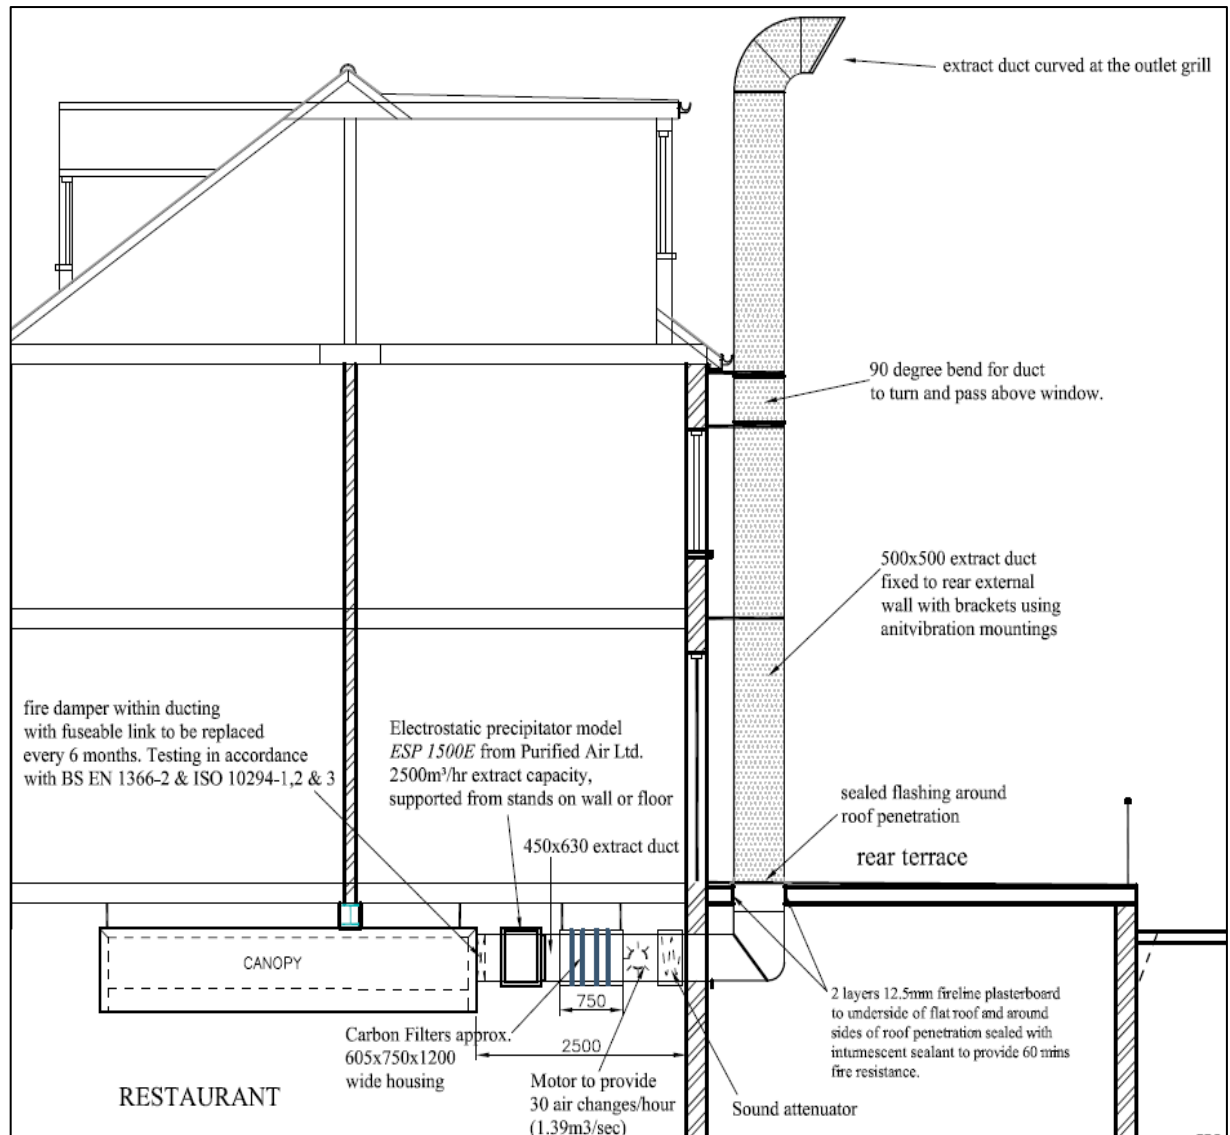 extract duct curved at the outlet grill
90 degree bend for duct
to turn and pass above window.
500x500 extract duct
fixed to rear external
wall with brackets using
anitvibration mountings
fire damper within ducting
with fuseable link to be replaced
every 6 months. Testing in accordance
with BS EN 1366-2 & ISO 10294-1,2 & 3
Electrostatic precipitator model
ESP 1500E from Purified Air Ltd.
2500m³/hr extract capacity,
supported from stands on wall or floor
450x630 extract duct
sealed flashing around
roof penetration
rear terrace
CANOPY
750
2500
Carbon Filters approx.
605x750x1200
wide housing
2 layers 12.5mm fireline plasterboard
to underside of flat roof and around
sides of roof penetration sealed with
intumescent sealant to provide 60 mins
fire resistance.
RESTAURANT
Motor to provide
30 air changes/hour
(1.39m3/sec)
Sound attenuator